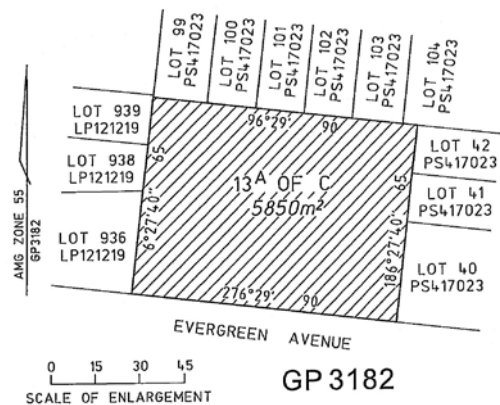 LOT 99
PS417023
LOT 100
PS417023
LOT 101
PS417023
LOT 102
PS417023
LOT 103
PS417023
LOT 104
PS417023
LOT 939
LP121219
96°29'
90
LOT 42
PS417023
LOT 938
LP121219
65
13A OF C
5850m²
65
LOT 41
PS417023
AMG ZONE 55
GP3182
LOT 936
LP121219
6°27'40"
186°27'40"
LOT 40
PS417023
276°29'
90
EVERGREEN AVENUE
0 15 30 45
SCALE OF ENLARGEMENT
GP 3182